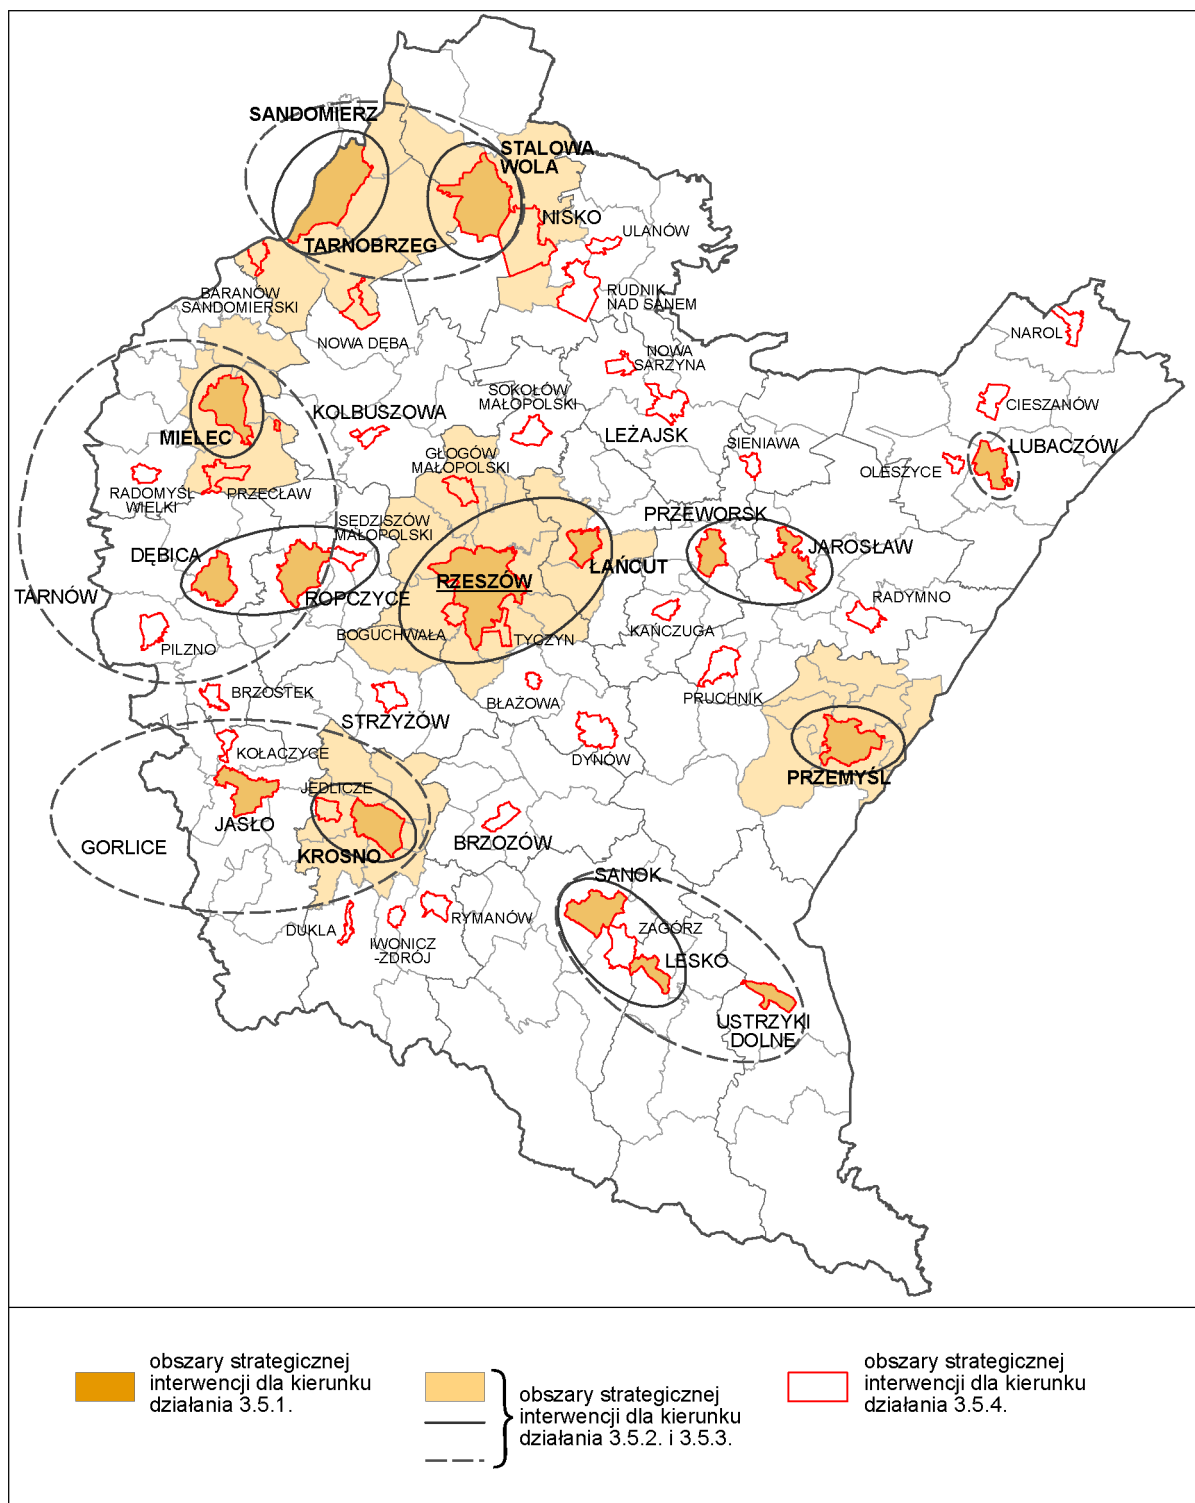 SANDOMIERZ
STALOWA
WOLA
NISKO
ULANÓW
TARNOBRZEG
BARANÓW
SANDOMIERSKI
RUDNIK
NAD SANEM
NOWA DĘBA
NAROL
NOWA
SARZYNA
SOKOŁÓW
MAŁOPOLSKI
CIESZANÓW
KOLBUSZOWA
MIELEC
LEŻAJSK
SIENIAWA
LUBACZÓW
OLESZYCE
GŁOGÓW
MAŁOPOLSKI
RADOMYŚL
WIELKI
PRZECŁAW
SEDZISZÓW
MAŁOPOLSKI
PRZEWORSK
JAROSŁAW
DĘBICA
ŁAŃCUT
RZESZÓW
TARNÓW
ROPCZYCE
RADYMNO
KAŃCZUGA
BOGUCHWAŁA
TYCZYN
PILZNO
BRZOSTEK
BŁAŻOWA
PRUCHNIK
STRZYŻÓW
KOŁACZYCE
DYNÓW
PRZEMYŚL
JEDLICZE
JASŁO
GORLICE
KROSNO
BRZOZÓW
SANOK
DUKLA
IWONICZ
-ZDRÓJ
RYMANÓW
ZAGÓRZ
LESKO
USTRZYKI
DOLNE
obszary strategicznej
interwencji dla kierunku
działania 3.5.1.
obszary strategicznej
interwencji dla kierunku
działania 3.5.2. i 3.5.3.
obszary strategicznej
interwencji dla kierunku
działania 3.5.4.